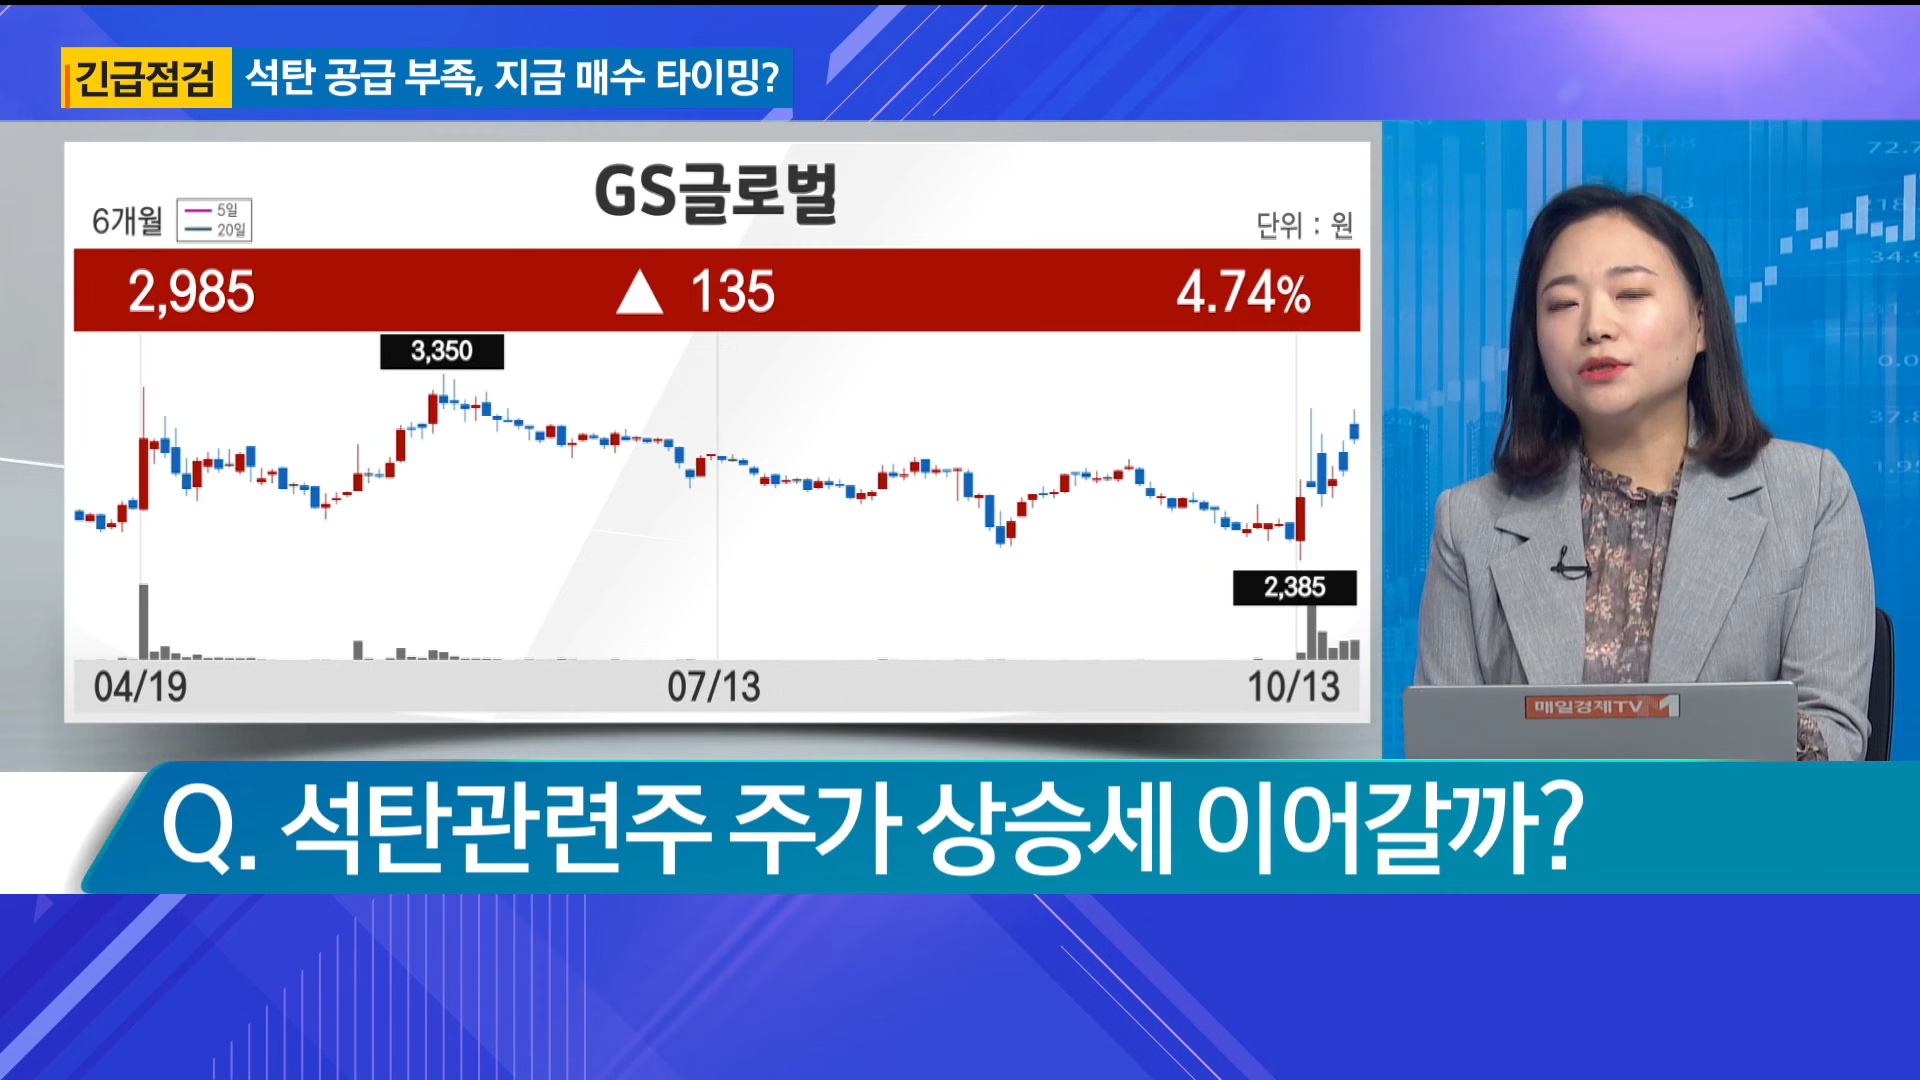 긴급점검 석탄 공급 부족, 지금 매수 타이밍?
GS글로벌
6개월
5일
20일
단위 : 원
2,985 ▲ 135 4.74%
3,350
2,385
04/19 07/13 10/13
매일경제TV 1
Q. 석탄관련주 주가 상승세 이어갈까?